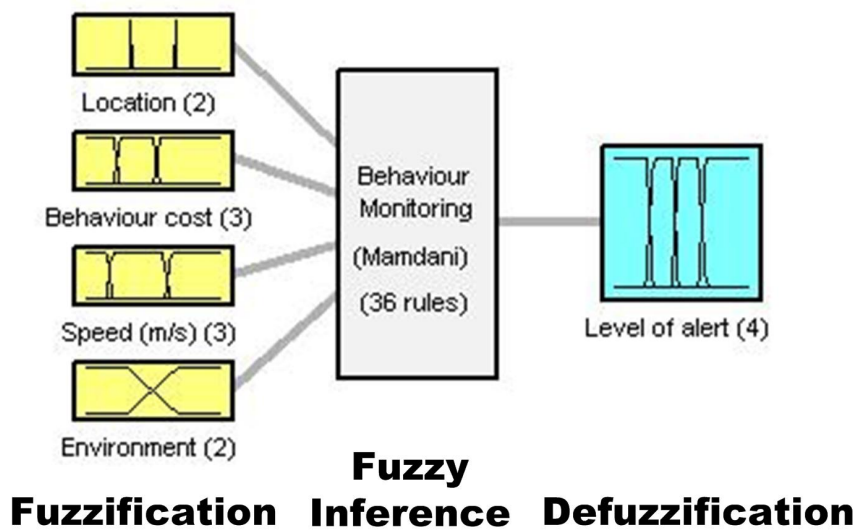 Location (2)
Behaviour cost (3)
Speed (m/s) (3)
Environment (2)
Behaviour
Monitoring
(Mamdani)
(36 rules)
Level of alert (4)
Fuzzification
Fuzzy
Inference
Defuzzification